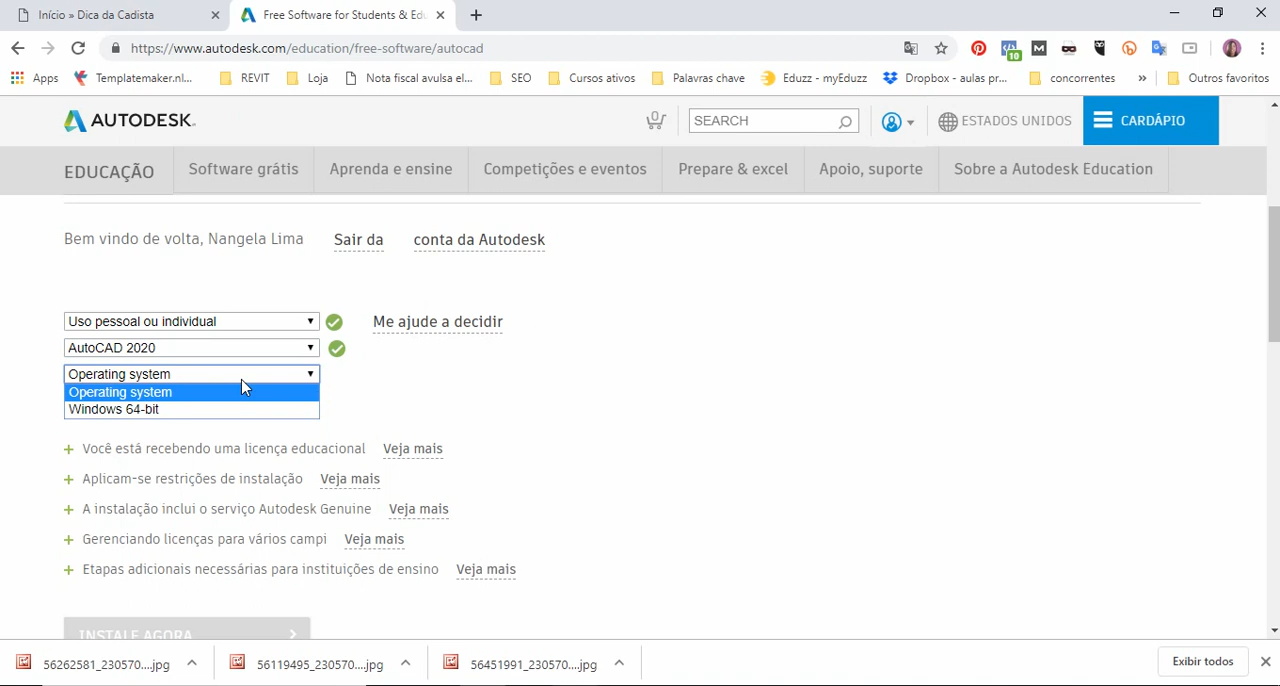 Início » Dica da Cadista
Free Software for Students & Edu
https://www.autodesk.com/education/free-software/autocad
10
Apps
Templatemaker.nl...
REVIT
Loja
Nota fiscal avulsa el...
SEO
Cursos ativos
Palavras chave
Eduzz - myEduzz
Dropbox - aulas pr...
concorrentes
»
Outros favoritos
AUTODESK.
0
SEARCH
ESTADOS UNIDOS
CARDÁPIO
EDUCAÇÃO
Software grátis
Aprenda e ensine
Competições e eventos
Prepare & excel
Apoio, suporte
Sobre a Autodesk Education
Bem vindo de volta, Nangela Lima
Sair da
conta da Autodesk
Uso pessoal ou individual
Me ajude a decidir
AutoCAD 2020
Operating system
Operating system
Windows 64-bit
+ Você está recebendo uma licença educacional Veja mais
+ Aplicam-se restrições de instalação Veja mais
+ A instalação inclui o serviço Autodesk Genuine Veja mais
+ Gerenciando licenças para vários campi Veja mais
+ Etapas adicionais necessárias para instituições de ensino Veja mais
INSTALE AGORA
56262581_230570....jpg
56119495_230570....jpg
56451991_230570....jpg
Exibir todos